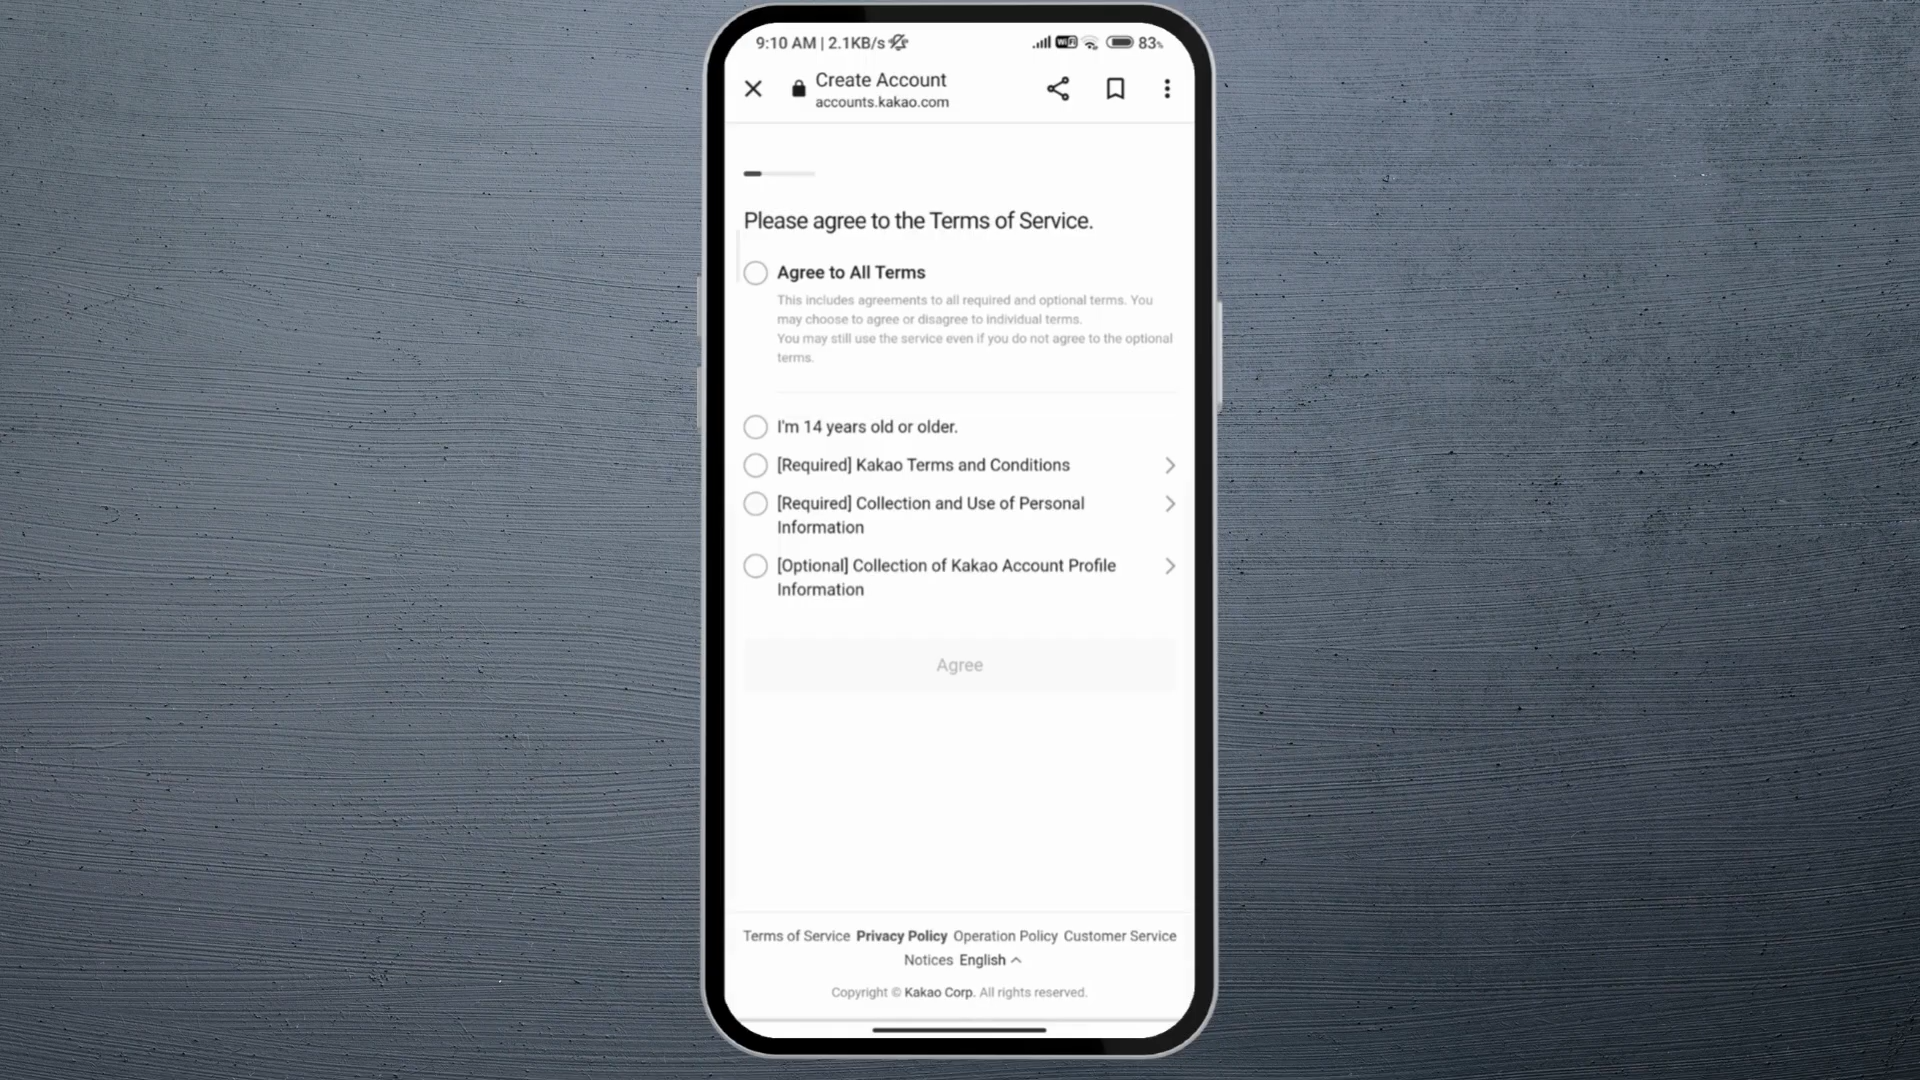 9:10 AM | 2.1KB/s
WiFi
83%
Create Account
accounts.kakao.com
Please agree to the Terms of Service.
Agree to All Terms
This includes agreements to all required and optional terms. You
may choose to agree or disagree to individual terms.
You may still use the service even if you do not agree to the optional
terms.
I'm 14 years old or older.
[Required] Kakao Terms and Conditions
[Required] Collection and Use of Personal
Information
[Optional] Collection of Kakao Account Profile
Information
Agree
Terms of Service Privacy Policy Operation Policy Customer Service
Notices English
Copyright © Kakao Corp. All rights reserved.